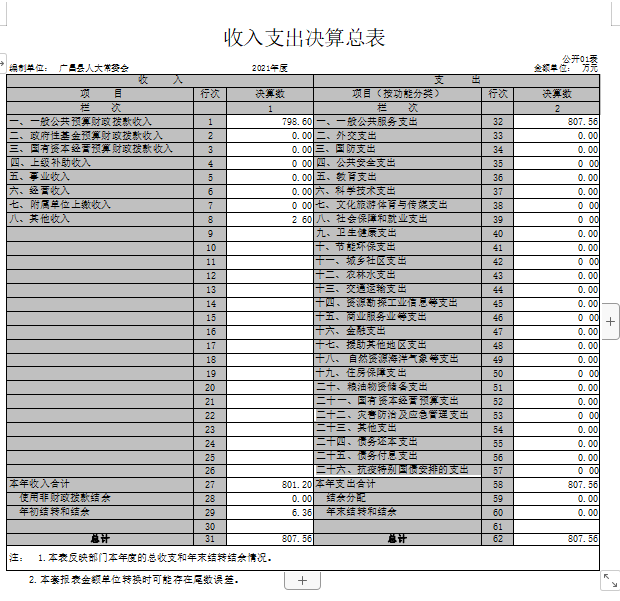 收入支出决算总表
公开01表
编制单位： 广昌县人大常委会 2021年度 金额单位： 万元
收 入 支 出
项 目 行次 决算数 项目（按功能分类） 行次 决算数
栏 次 1 栏 次 2
一、一般公共预算财政拨款收入 1 798.60 一、一般公共服务支出 32 807.56
二、政府性基金预算财政拨款收入 2 0.00 二、外交支出 33 0.00
三、国有资本经营预算财政拨款收入 3 0.00 三、国防支出 34 0.00
四、上级补助收入 4 0.00 四、公共安全支出 35 0.00
五、事业收入 5 0.00 五、教育支出 36 0.00
六、经营收入 6 0.00 六、科学技术支出 37 0.00
七、附属单位上缴收入 7 0.00 七、文化旅游体育与传媒支出 38 0.00
八、其他收入 8 2.60 八、社会保障和就业支出 39 0.00
9 九、卫生健康支出 40 0.00
10 十、节能环保支出 41 0.00
11 十一、城乡社区支出 42 0.00
12 十二、农林水支出 43 0.00
13 十三、交通运输支出 44 0.00
14 十四、资源勘探工业信息等支出 45 0.00
15 十五、商业服务业等支出 46 0.00
16 十六、金融支出 47 0.00
17 十七、援助其他地区支出 48 0.00
18 十八、自然资源海洋气象等支出 49 0.00
19 十九、住房保障支出 50 0.00
20 二十、粮油物资储备支出 51 0.00
21 二十一、国有资本经营预算支出 52 0.00
22 二十二、灾害防治及应急管理支出 53 0.00
23 二十三、其他支出 54 0.00
24 二十四、债务还本支出 55 0.00
25 二十五、债务付息支出 56 0.00
26 二十六、抗疫特别国债安排的支出 57 0.00
本年收入合计 27 801.20 本年支出合计 58 807.56
使用非财政拨款结余 28 0.00 结余分配 59 0.00
年初结转和结余 29 6.36 年末结转和结余 60 0.00
30 61
总计 31 807.56 总计 62 807.56
注： 1.本表反映部门本年度的总收支和年末结转结余情况。
2.本套报表金额单位转换时可能存在尾数误差。